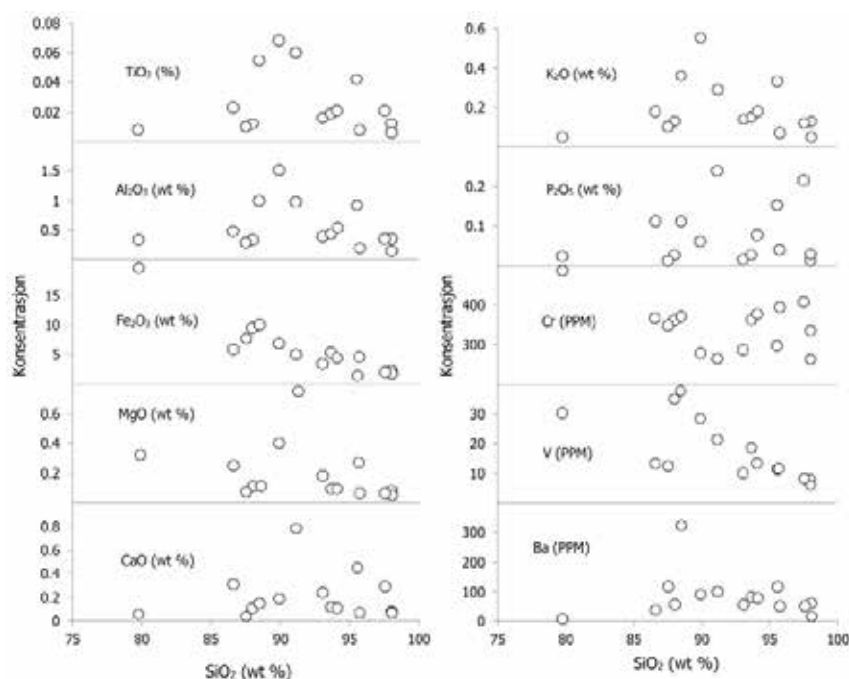 0.08
0.06
0.04
0.02
TiO₂ (%)
1.5
1
0.5
Al₂O₃ (wt %)
15
10
5
Fe₂O₃ (wt %)
0.6
0.4
0.2
MgO (wt %)
0.8
0.6
0.4
0.2
0
CaO (wt %)
75 80 85 90 95 100
SiO₂ (wt %)
Konsentrasjon
0.6
0.4
0.2
K₂O (wt %)
0.2
0.1
P₂O₅ (wt %)
400
300
Cr (PPM)
30
20
10
V (PPM)
300
200
100
0
Ba (PPM)
75 80 85 90 95 100
SiO₂ (wt %)
Konsentrasjon